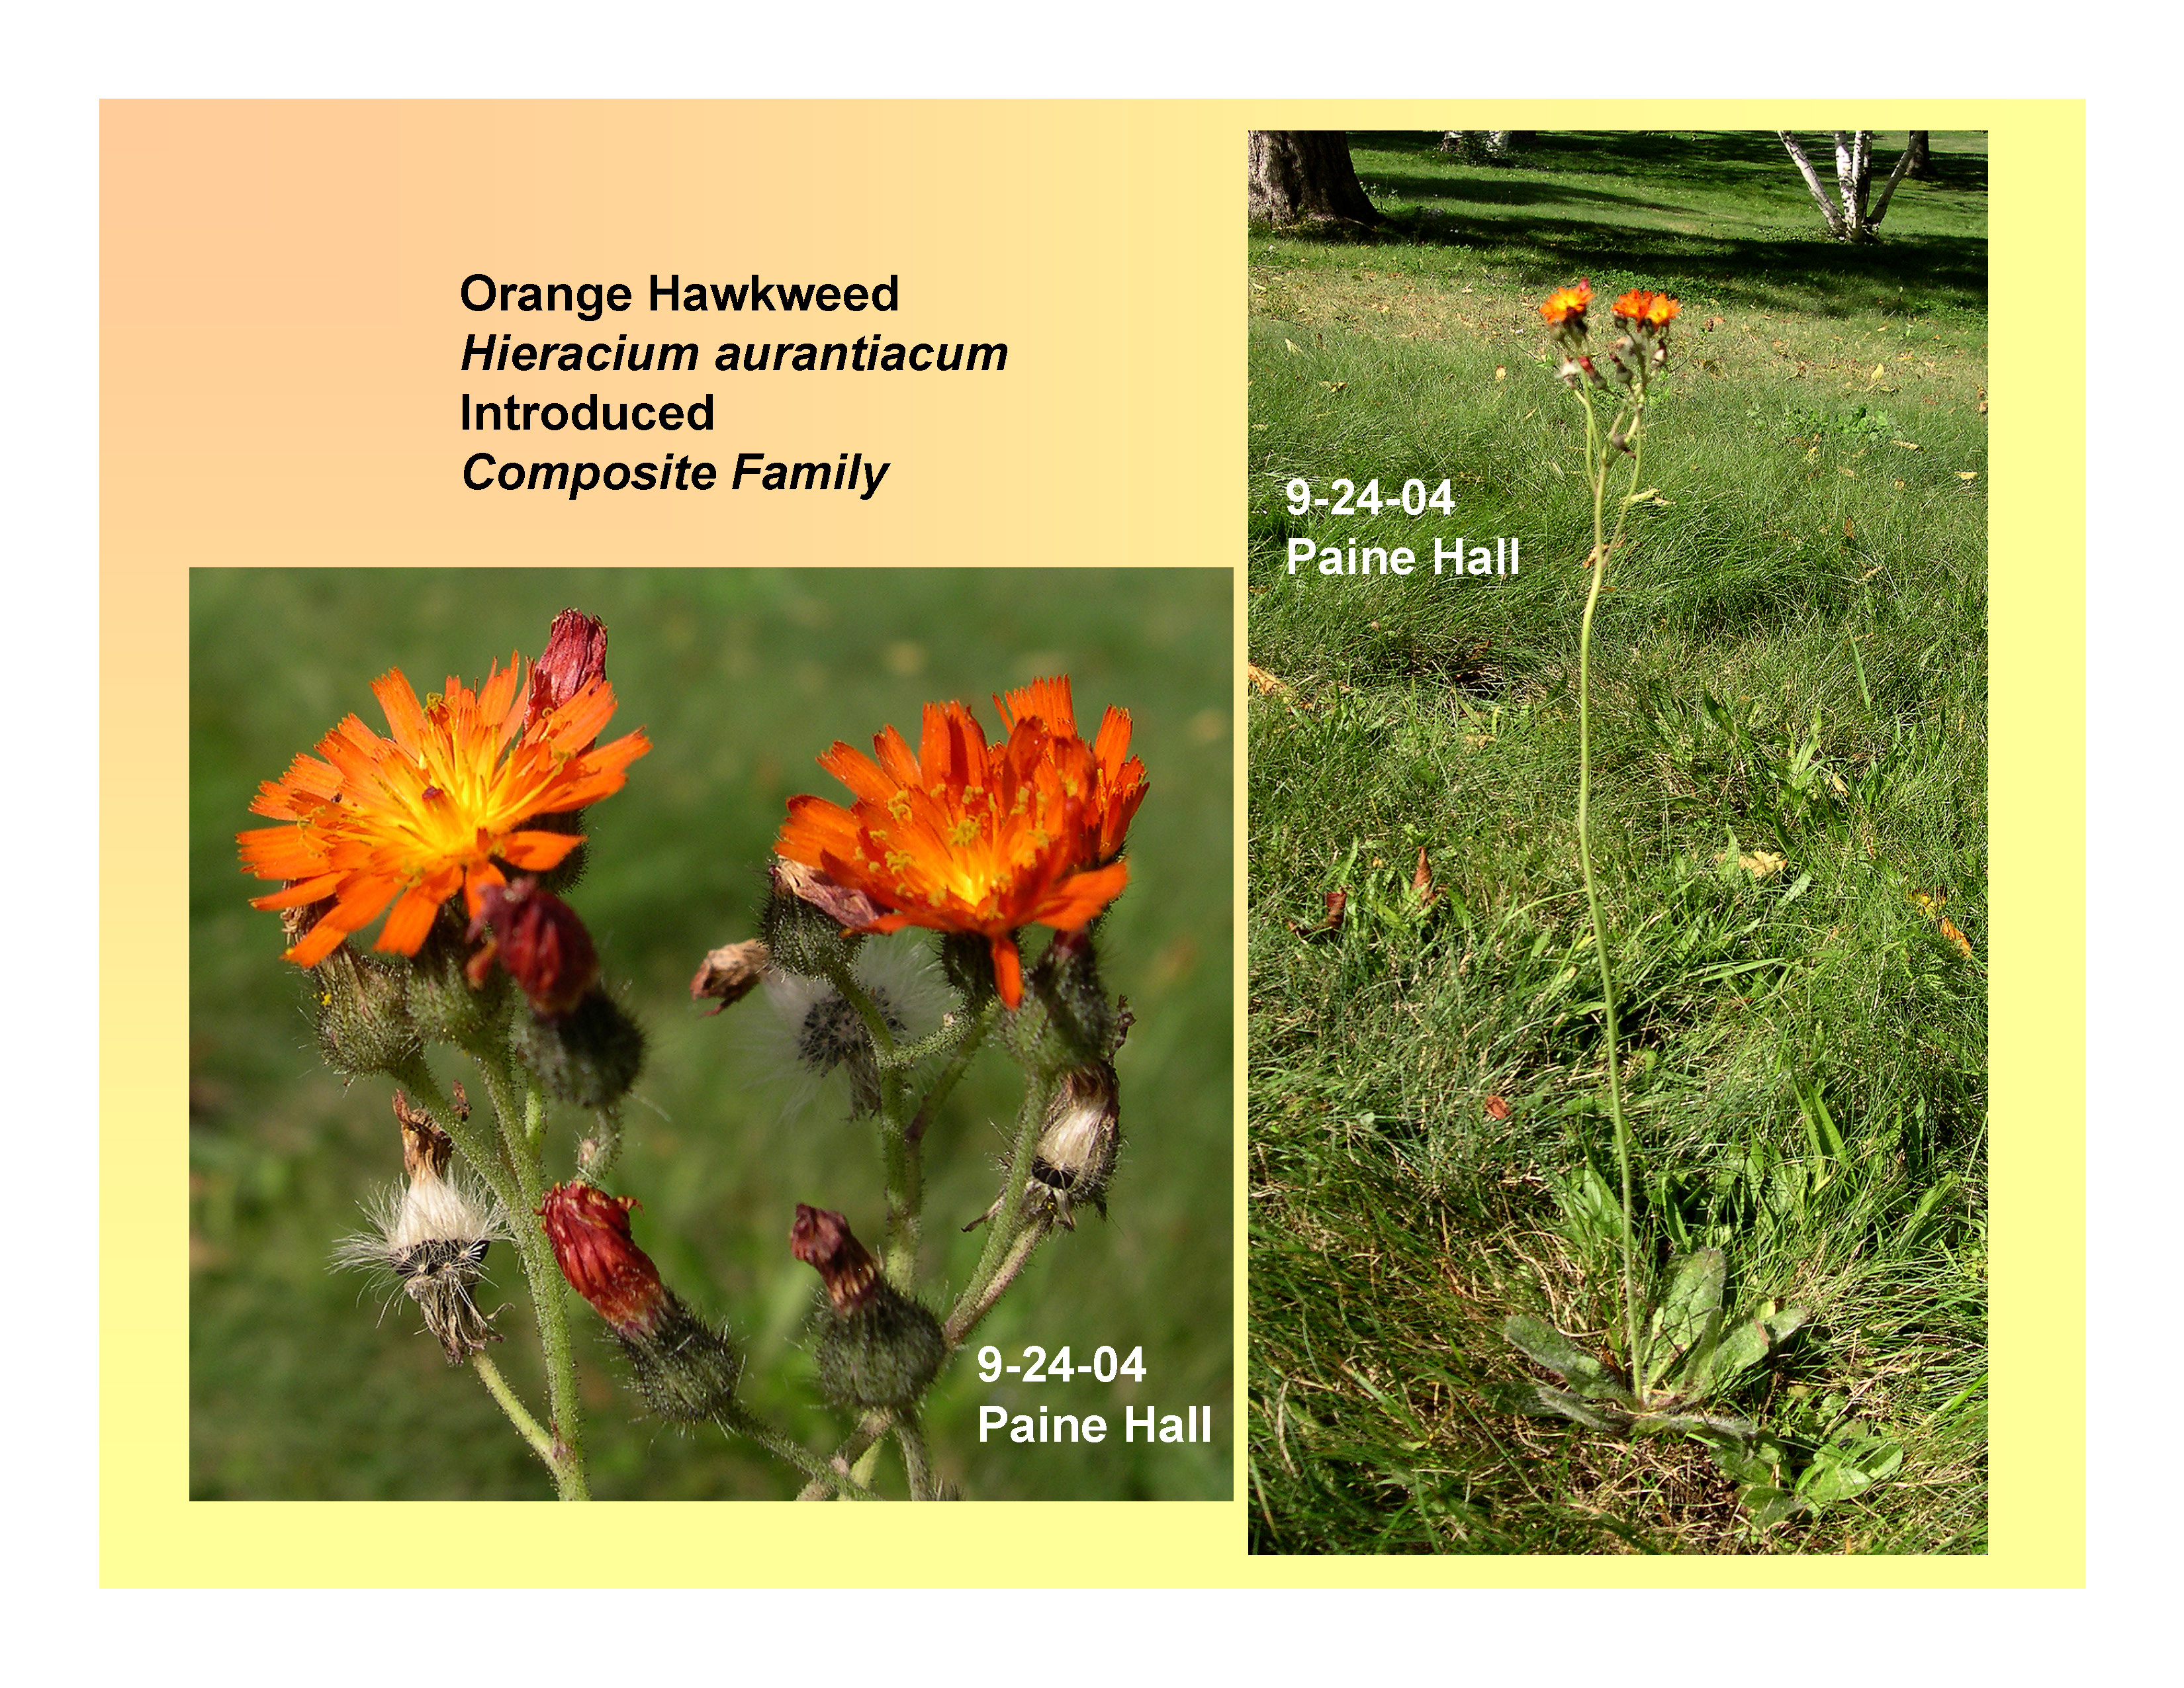 Orange Hawkweed
Hieracium aurantiacum
Introduced
Composite Family
9-24-04
Paine Hall
9-24-04
Paine Hall